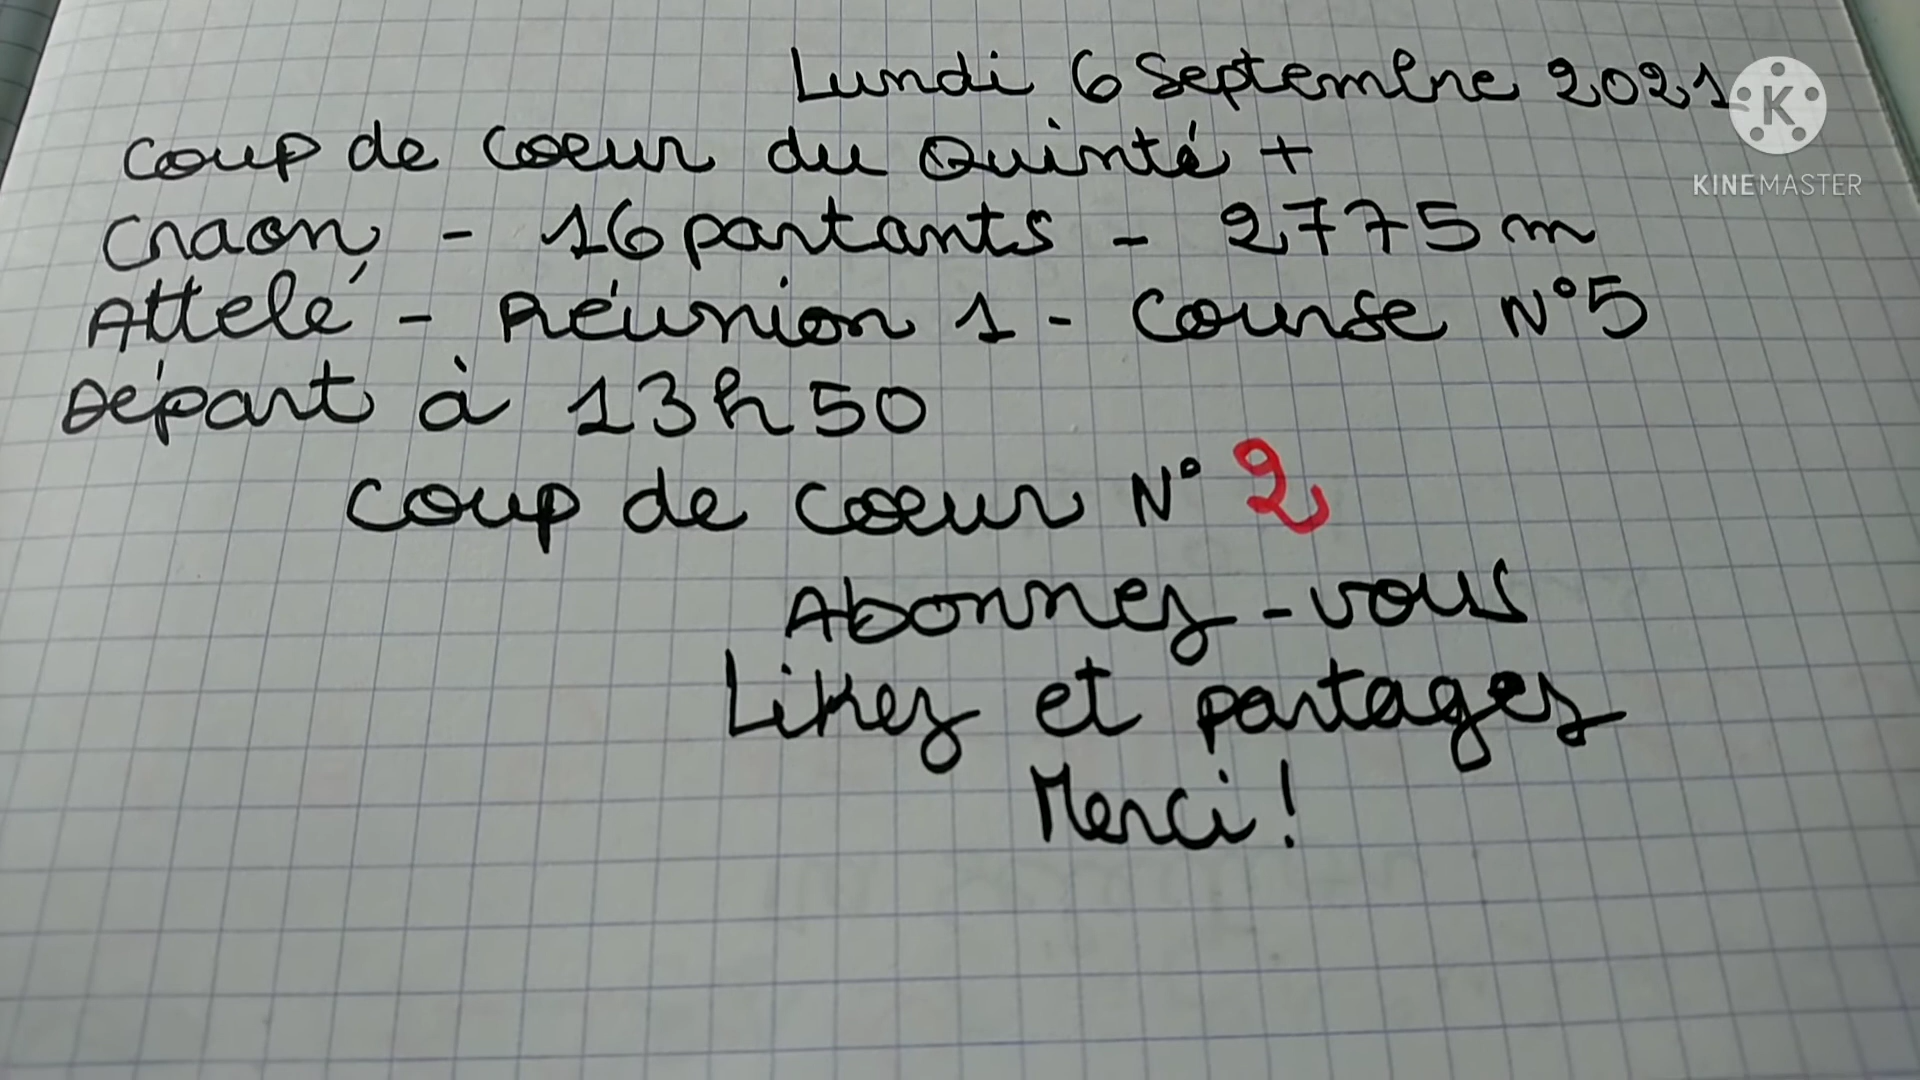 Lundi 6 Septembre 2021
Coup de coeur du Quinté +
Craon - 16 partants - 2775 m
Attelé - Réunion 1 - Course N°5
Départ à 13h50
Coup de coeur N° 2
Abonnez-vous
Likez et partagez
Merci !
K
KINEMASTER